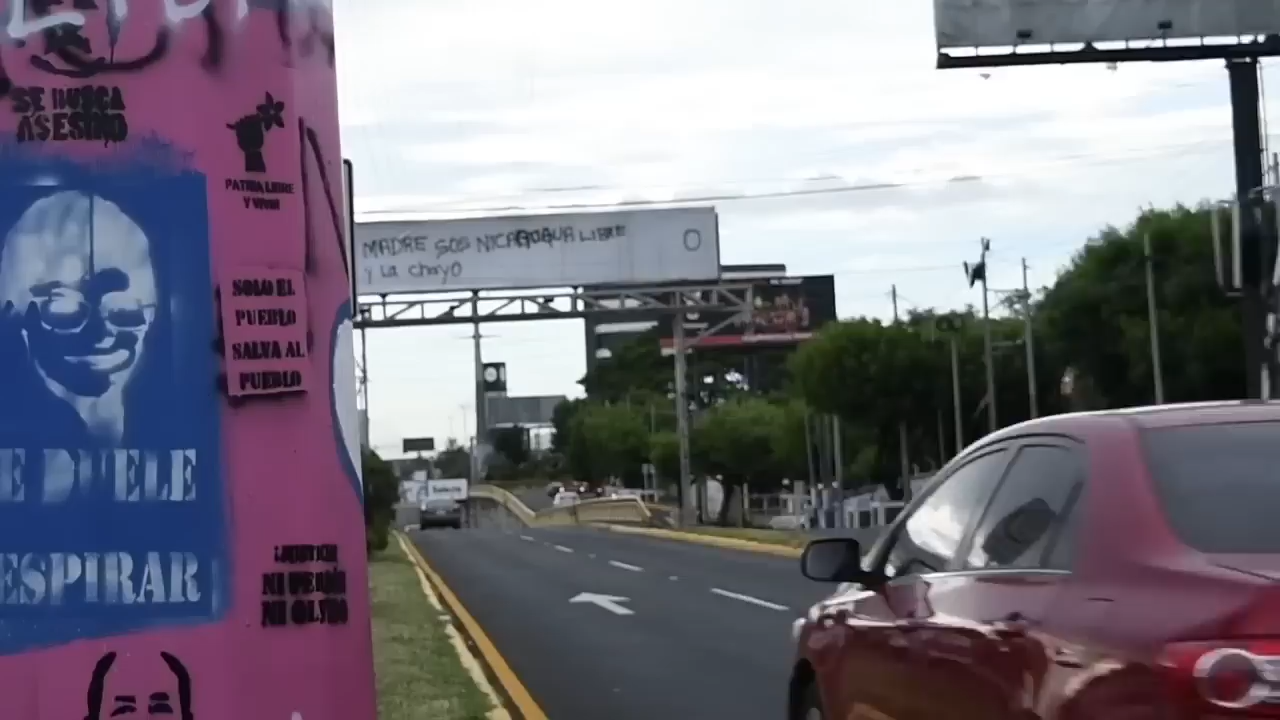 SE BUSCA
ASESINO
PATRIA LIBRE
Y VIVIR
SOLO EL
PUEBLO
SALVA AL
PUEBLO
E DUELE
ESPIRAR
JUSTICIA
NI PERDÓN
NI OLVIDO
MADRE SOS NICARAGUA LIBRE
y La chayo